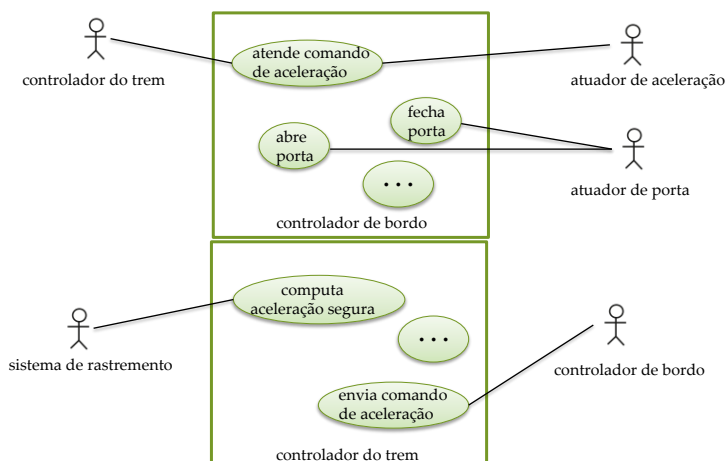 atende comando
de aceleração
controlador do trem
atuador de aceleração
fecha
porta
abre
porta
...
atuador de porta
controlador de bordo
computa
aceleração segura
...
sistema de rastremento
controlador de bordo
envia comando
de aceleração
controlador do trem